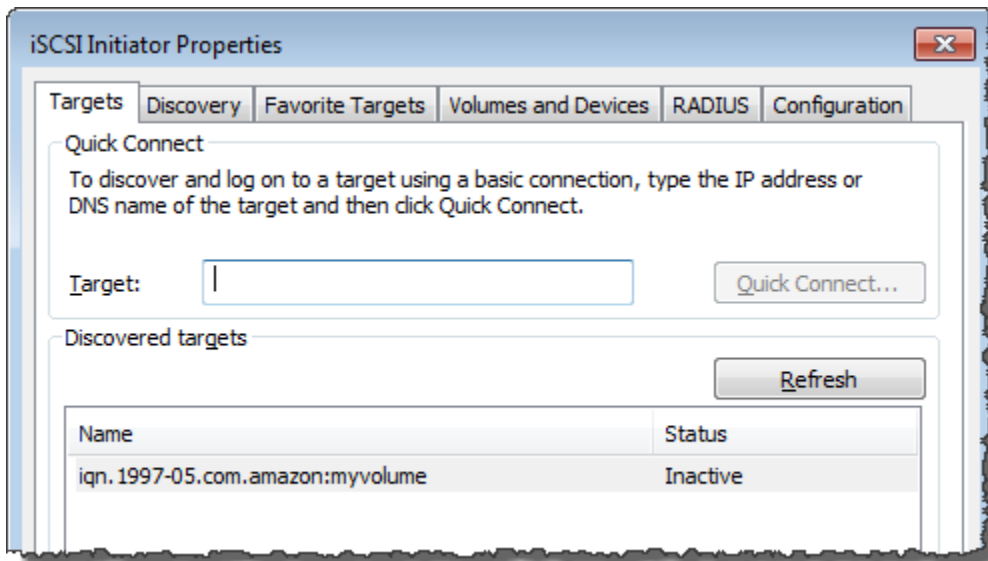 iSCSI Initiator Properties
Targets Discovery Favorite Targets Volumes and Devices RADIUS Configuration
Quick Connect
To discover and log on to a target using a basic connection, type the IP address or
DNS name of the target and then click Quick Connect.
Target: Quick Connect...
Discovered targets
Refresh
Name Status
iqn.1997-05.com.amazon:myvolume Inactive